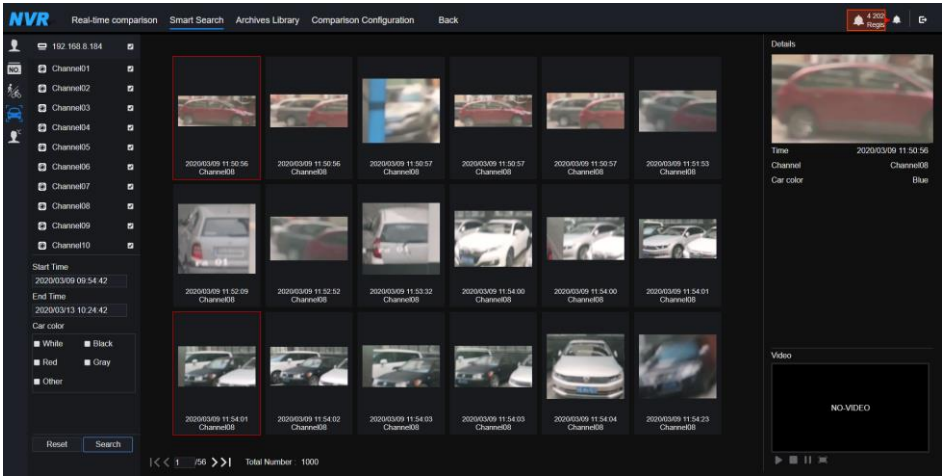 NVR Real-time comparison Smart Search Archives Library Comparison Configuration Back
4 202
Regis
192.168.8.184
NO.
Channel01
Channel02
Channel03
Channel04
Channel05
Channel06
Channel07
Channel08
Channel09
Channel10
Start Time
2020/03/09 09:54:42
End Time
2020/03/13 10:24:42
Car color
White Black
Red Gray
Other
Reset Search
2020/03/09 11:50:56 2020/03/09 11:50:56 2020/03/09 11:50:57 2020/03/09 11:50:57 2020/03/09 11:50:57 2020/03/09 11:51:53
Channel08 Channel08 Channel08 Channel08 Channel08 Channel08
2020/03/09 11:52:09 2020/03/09 11:52:52 2020/03/09 11:53:32 2020/03/09 11:54:00 2020/03/09 11:54:00 2020/03/09 11:54:01
Channel08 Channel08 Channel08 Channel08 Channel08 Channel08
2020/03/09 11:54:01 2020/03/09 11:54:02 2020/03/09 11:54:03 2020/03/09 11:54:03 2020/03/09 11:54:04 2020/03/09 11:54:23
Channel08 Channel08 Channel08 Channel08 Channel08 Channel08
1 /56 Total Number : 1000
Details
Time 2020/03/09 11:50:56
Channel Channel08
Car color Blue
Video
NO-VIDEO